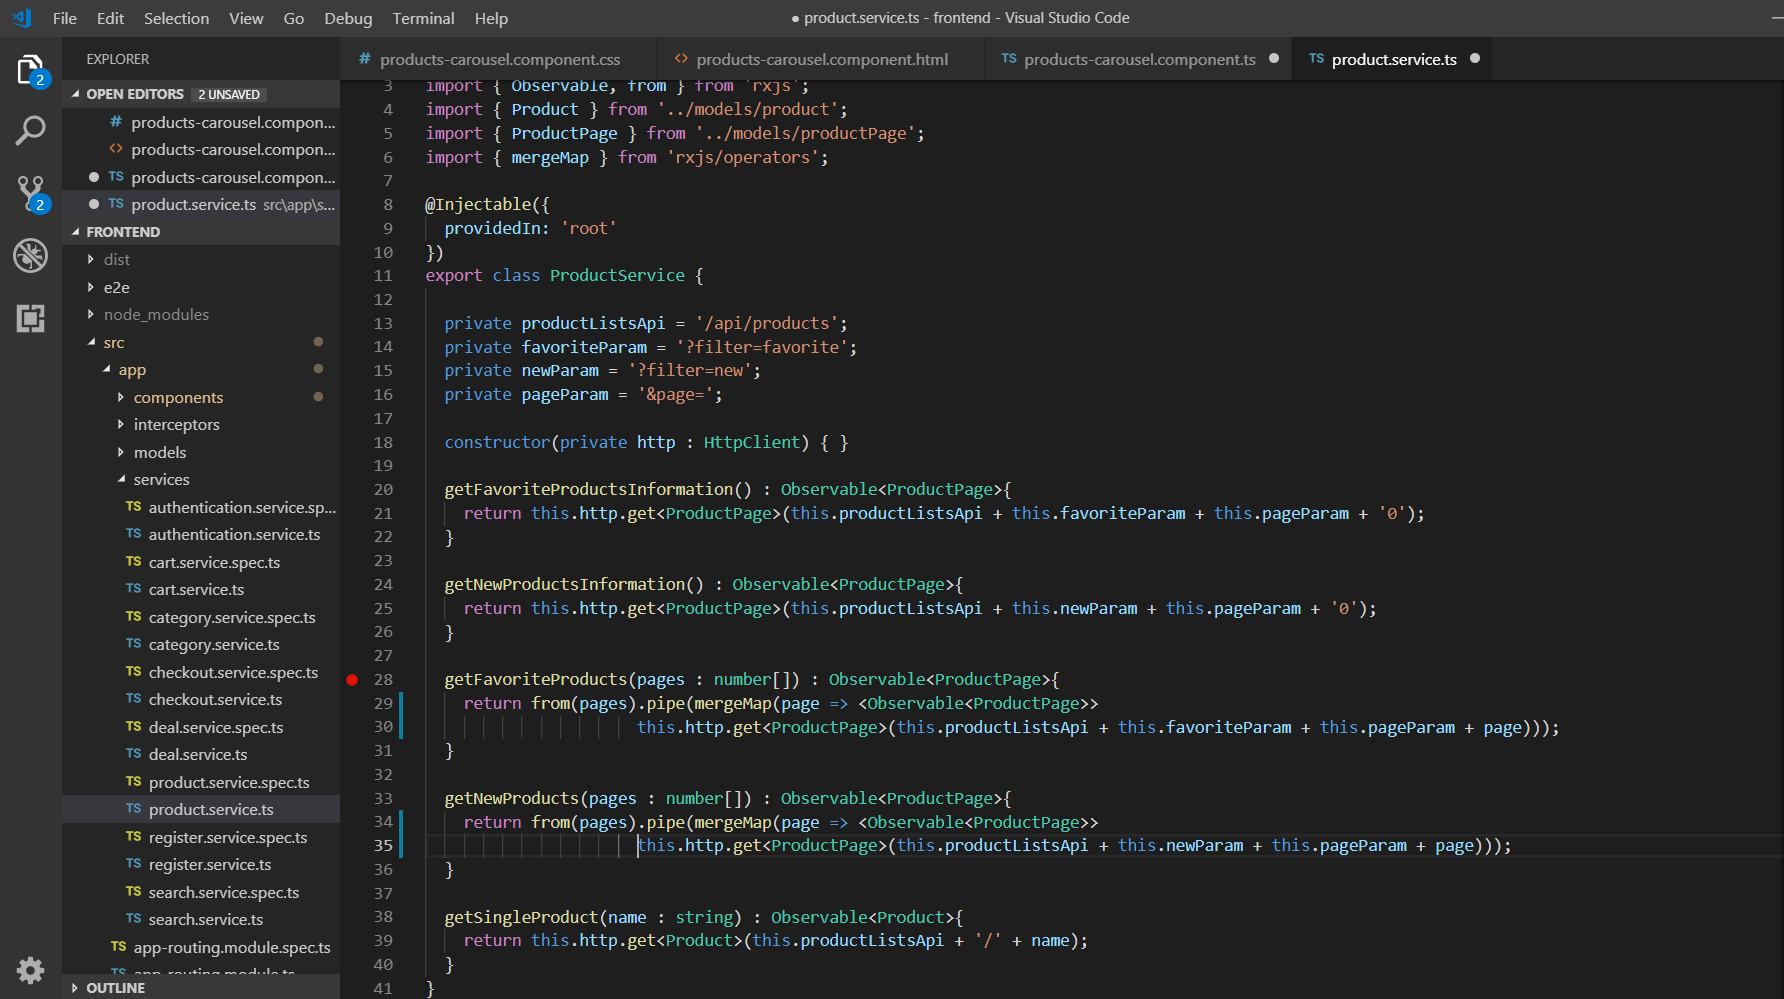 File Edit Selection View Go Debug Terminal Help
● product.service.ts - frontend - Visual Studio Code
EXPLORER
# products-carousel.component.css
<> products-carousel.component.html
TS products-carousel.component.ts ●
TS product.service.ts ●
OPEN EDITORS 2 UNSAVED
# products-carousel.compon...
<> products-carousel.compon...
● TS products-carousel.compon...
● TS product.service.ts src\app\s...
2
2
FRONTEND
dist
e2e
node_modules
src
app
components
interceptors
models
services
TS authentication.service.sp...
TS authentication.service.ts
TS cart.service.spec.ts
TS cart.service.ts
TS category.service.spec.ts
TS category.service.ts
TS checkout.service.spec.ts
TS checkout.service.ts
TS deal.service.spec.ts
TS deal.service.ts
TS product.service.spec.ts
TS product.service.ts
TS register.service.spec.ts
TS register.service.ts
TS search.service.spec.ts
TS search.service.ts
TS app-routing.module.spec.ts
TS app-routing.module.ts
OUTLINE
3 import { Observable, from } from 'rxjs';
4 import { Product } from '../models/product';
5 import { ProductPage } from '../models/productPage';
6 import { mergeMap } from 'rxjs/operators';
7
8 @Injectable({
9 providedIn: 'root'
10 })
11 export class ProductService {
12
13 private productListsApi = '/api/products';
14 private favoriteParam = '?filter=favorite';
15 private newParam = '?filter=new';
16 private pageParam = '&page=';
17
18 constructor(private http : HttpClient) { }
19
20 getFavoriteProductsInformation() : Observable<ProductPage>{
21 return this.http.get<ProductPage>(this.productListsApi + this.favoriteParam + this.pageParam + '0');
22 }
23
24 getNewProductsInformation() : Observable<ProductPage>{
25 return this.http.get<ProductPage>(this.productListsApi + this.newParam + this.pageParam + '0');
26 }
27
28 getFavoriteProducts(pages : number[]) : Observable<ProductPage>{
29 return from(pages).pipe(mergeMap(page => <Observable<ProductPage>>
30 this.http.get<ProductPage>(this.productListsApi + this.favoriteParam + this.pageParam + page)));
31 }
32
33 getNewProducts(pages : number[]) : Observable<ProductPage>{
34 return from(pages).pipe(mergeMap(page => <Observable<ProductPage>>
35 this.http.get<ProductPage>(this.productListsApi + this.newParam + this.pageParam + page)));
36 }
37
38 getSingleProduct(name : string) : Observable<Product>{
39 return this.http.get<Product>(this.productListsApi + '/' + name);
40 }
41 }